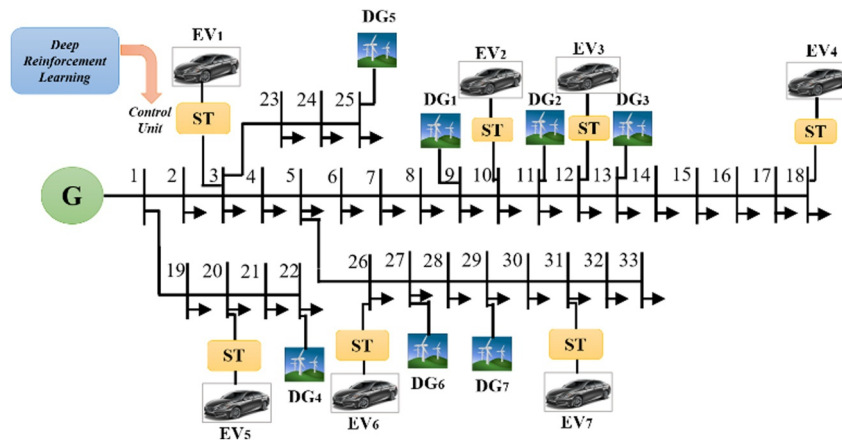 Deep
Reinforcement
Learning
Control
Unit
EV1
DG5
EV2
EV3
EV4
ST
23
24
25
DG1
ST
DG2
ST
DG3
ST
G
1
2
3
4
5
6
7
8
9
10
11
12
13
14
15
16
17
18
19
20
21
22
26
27
28
29
30
31
32
33
ST
DG4
ST
DG6
DG7
ST
EV5
EV6
EV7